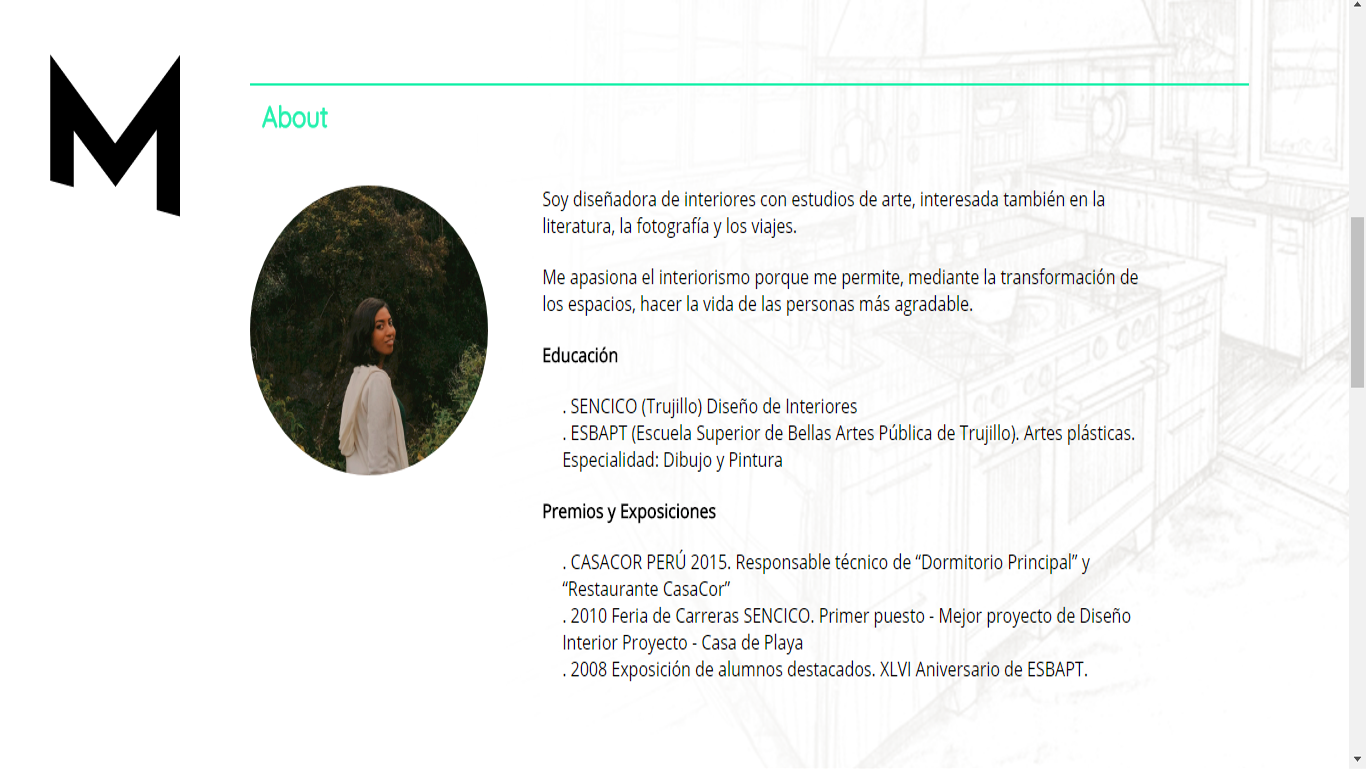 M
About
Soy diseñadora de interiores con estudios de arte, interesada también en la
literatura, la fotografía y los viajes.
Me apasiona el interiorismo porque me permite, mediante la transformación de
los espacios, hacer la vida de las personas más agradable.
Educación
. SENCICO (Trujillo) Diseño de Interiores
. ESBAPT (Escuela Superior de Bellas Artes Pública de Trujillo). Artes plásticas.
Especialidad: Dibujo y Pintura
Premios y Exposiciones
. CASACOR PERÚ 2015. Responsable técnico de “Dormitorio Principal” y
“Restaurante CasaCor”
. 2010 Feria de Carreras SENCICO. Primer puesto - Mejor proyecto de Diseño
Interior Proyecto - Casa de Playa
. 2008 Exposición de alumnos destacados. XLVI Aniversario de ESBAPT.